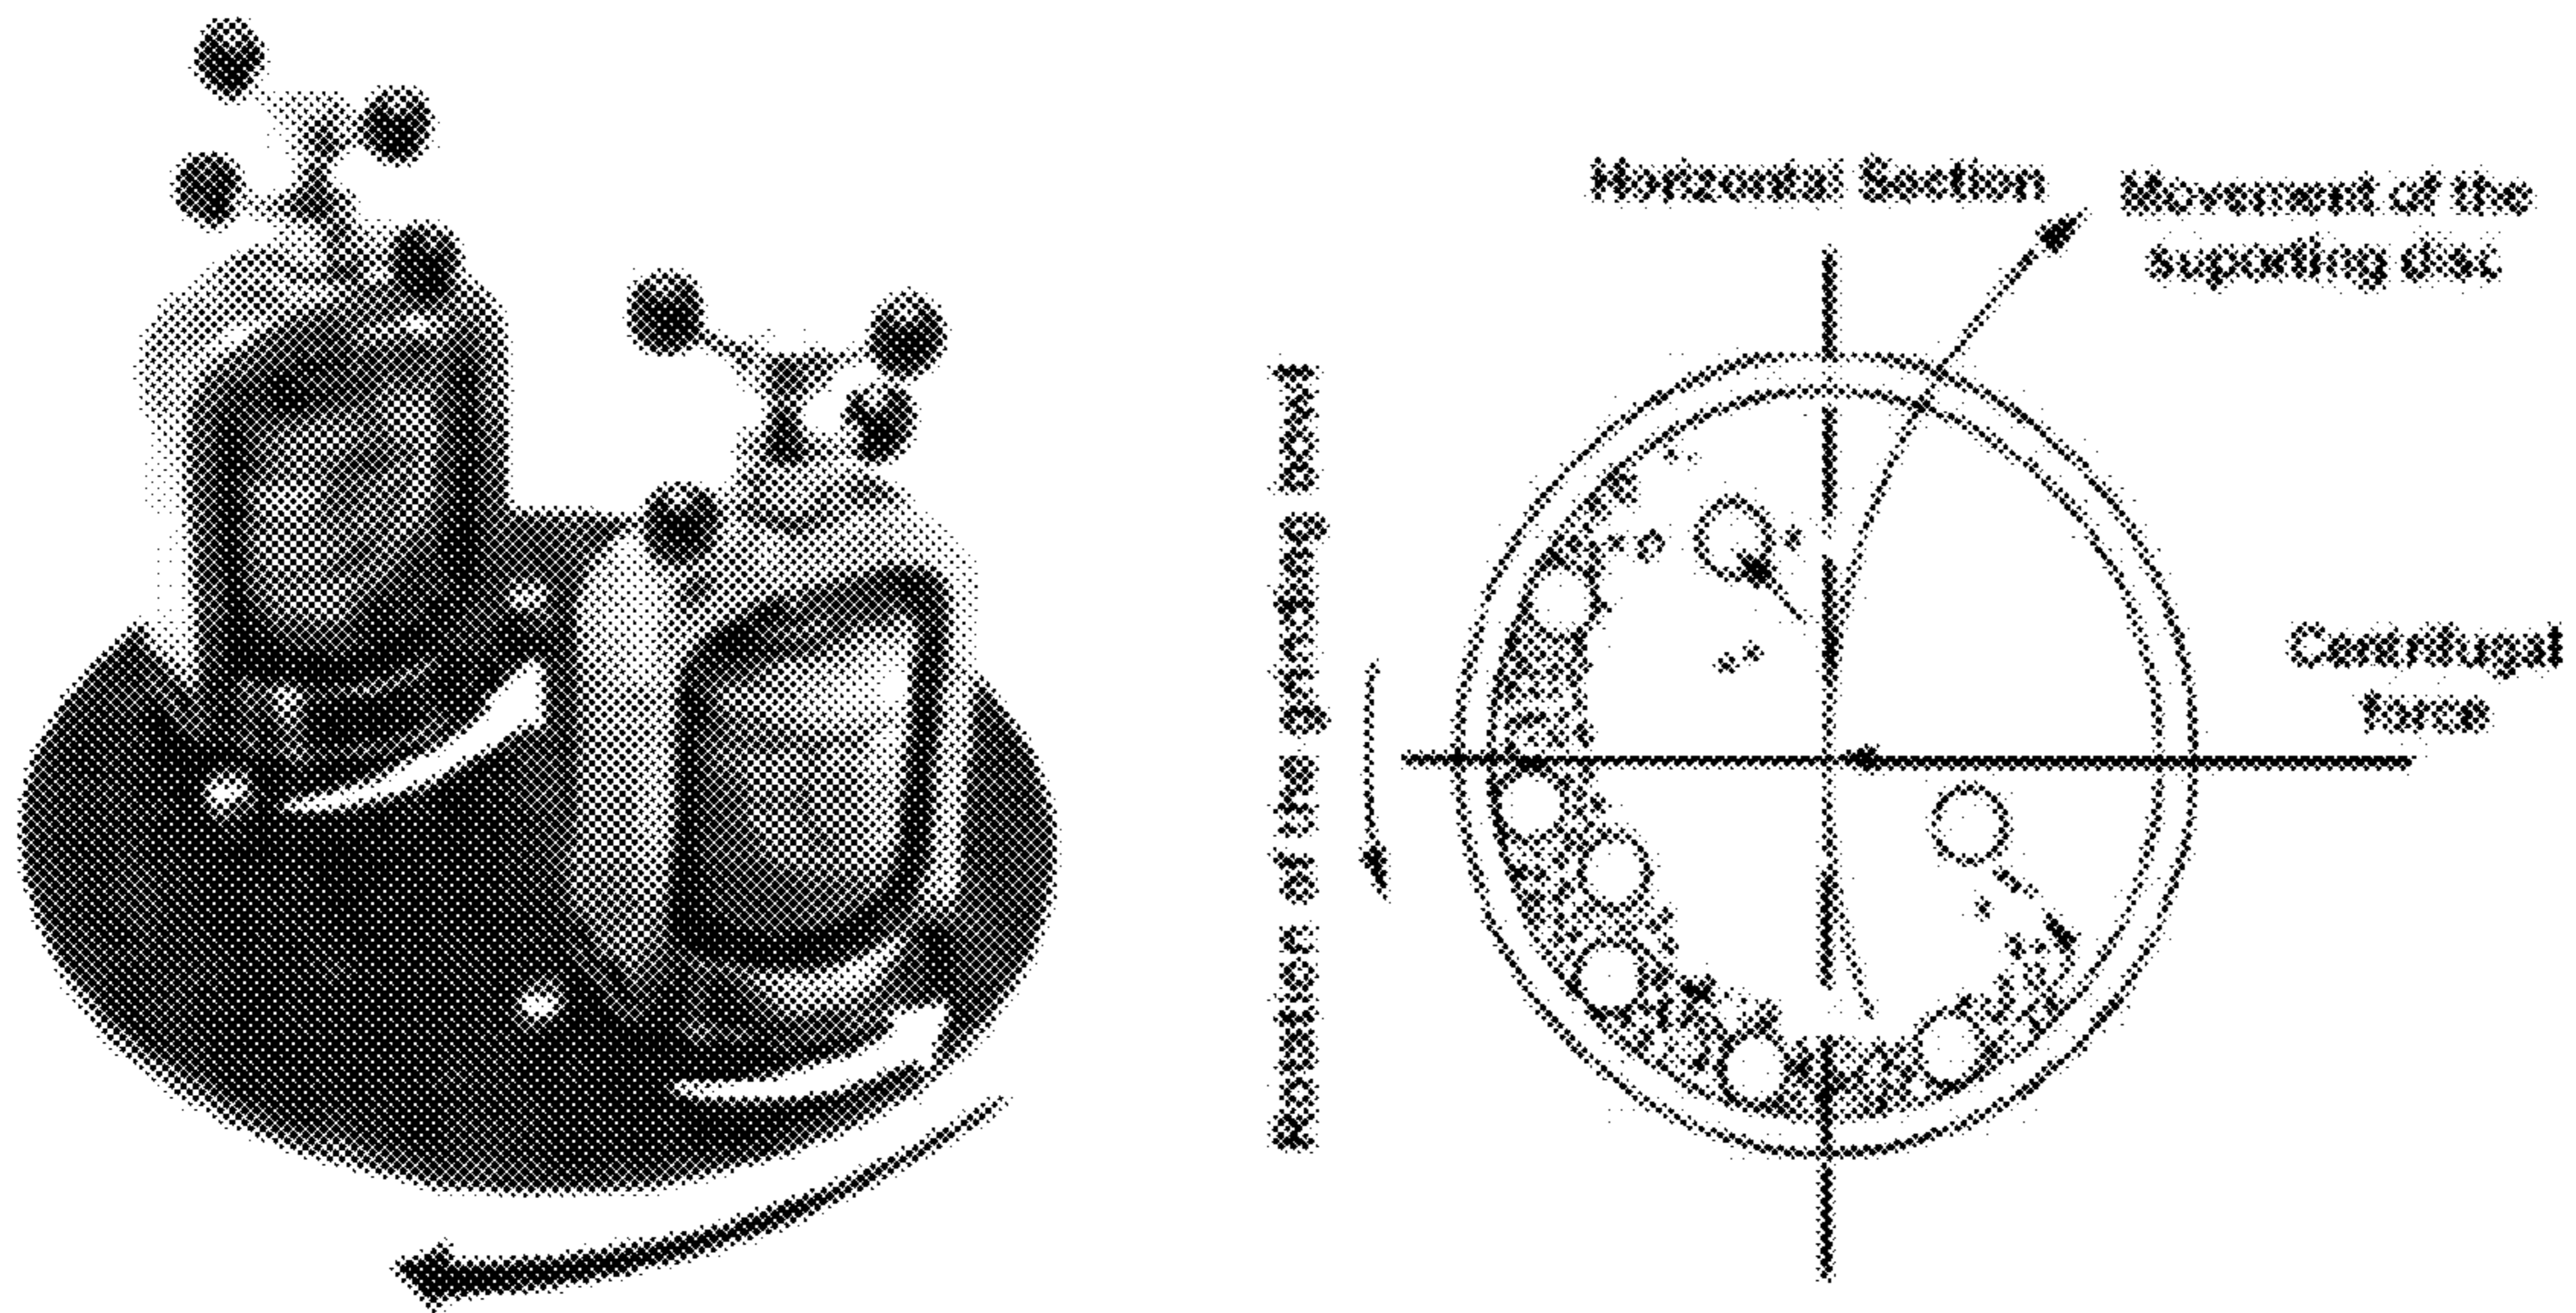 Horizontal Section
Movement of the
suporting disc
Rotation of the grinding bowl
Centrifugal
force